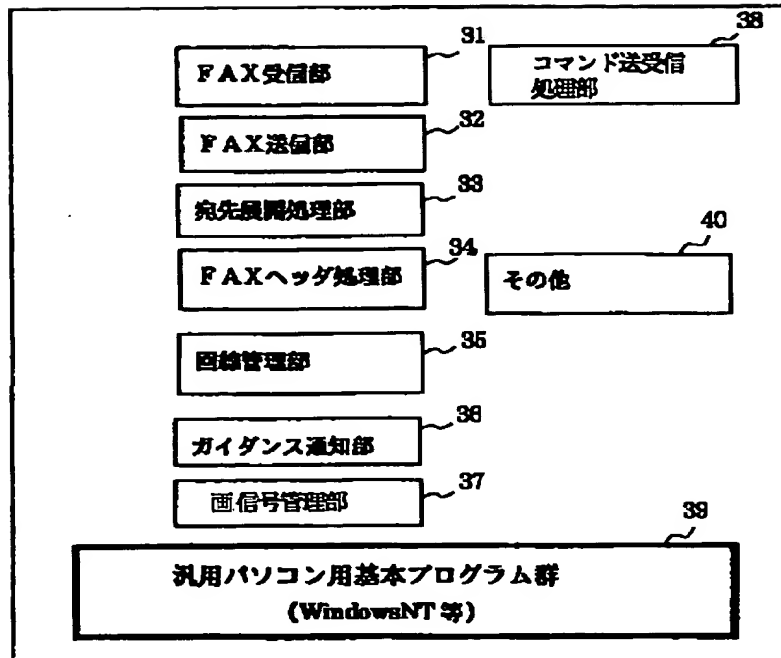 31
FAX受信部
38
コマンド送受信
処理部
32
FAX送信部
33
宛先展開処理部
34
FAXヘッダ処理部
40
その他
35
回線管理部
36
ガイダンス通知部
37
画信号管理部
39
汎用パソコン用基本プログラム群
(WindowsNT等)